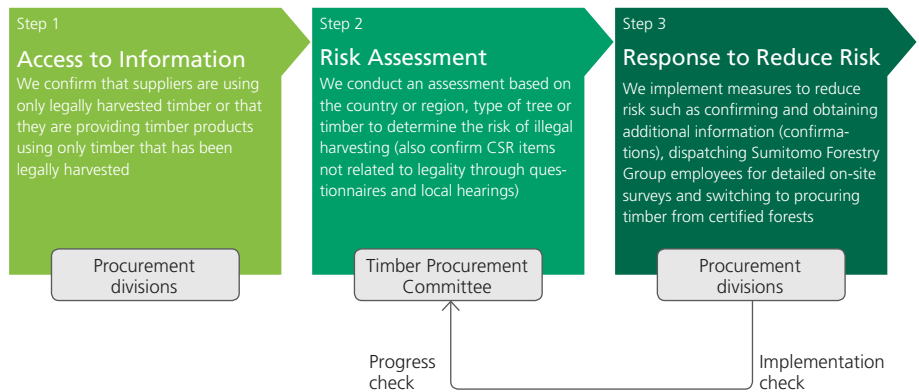 Step 1
Access to Information
We confirm that suppliers are using
only legally harvested timber or that
they are providing timber products
using only timber that has been
legally harvested
Procurement
divisions
Step 2
Risk Assessment
We conduct an assessment based on
the country or region, type of tree or
timber to determine the risk of illegal
harvesting (also confirm CSR items
not related to legality through ques-
tionnaires and local hearings)
Timber Procurement
Committee
Step 3
Response to Reduce Risk
We implement measures to reduce
risk such as confirming and obtaining
additional information (confirma-
tions), dispatching Sumitomo Forestry
Group employees for detailed on-site
surveys and switching to procuring
timber from certified forests
Procurement
divisions
Progress
check
Implementation
check